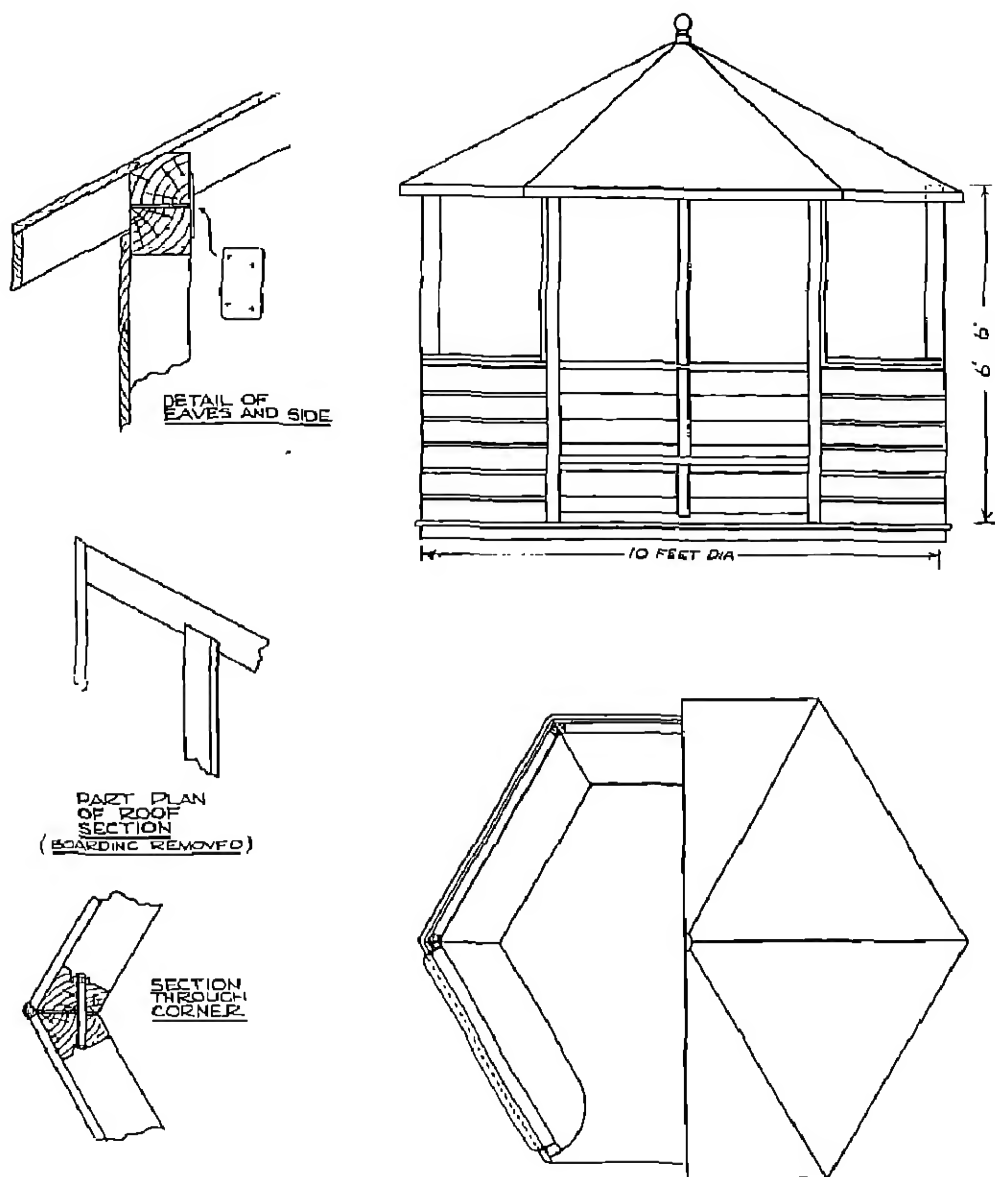 DETAIL OF
EAVES AND SIDE
6' 6"
10 FEET DIA
PART PLAN
OF ROOF
SECTION
(BOARDING REMOVED)
SECTION
THROUGH
CORNER